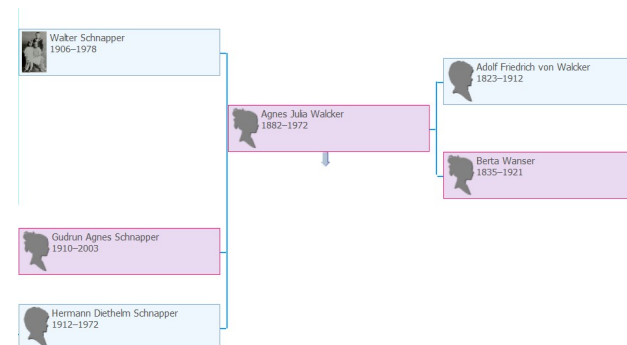 Walter Schnapper
1906–1978
Adolf Friedrich von Walcker
1823–1912
Agnes Julia Walcker
1882–1972
Berta Wanser
1835–1921
Gudrun Agnes Schnapper
1910–2003
Hermann Diethelm Schnapper
1912–1972